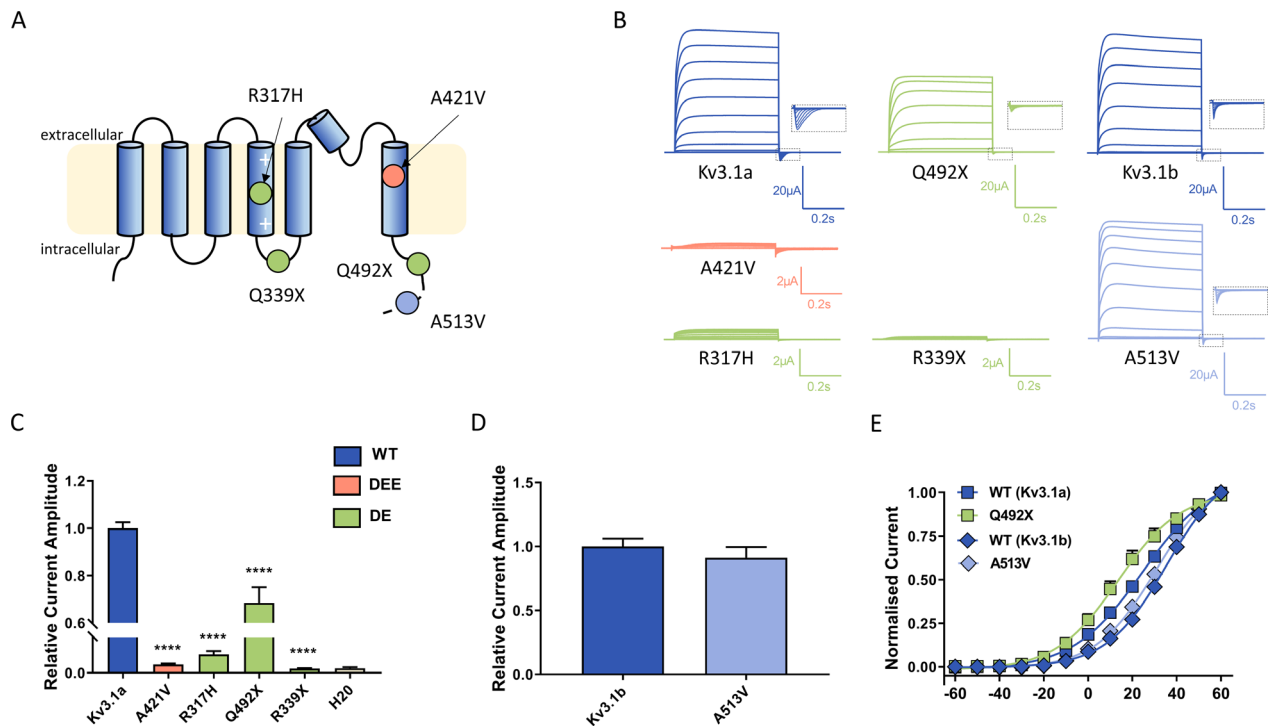 A
R317H
A421V
extracellular
+
+
intracellular
Q339X
Q492X
A513V
B
Kv3.1a
20µA
0.2s
Q492X
20µA
0.2s
Kv3.1b
20µA
0.2s
A421V
2µA
0.2s
R317H
2µA
0.2s
R339X
2µA
0.2s
A513V
20µA
0.2s
C
WT
DEE
DE
Relative Current Amplitude
1.2
1.0
0.8
0.6
0.0
****
****
****
****
Kv3.1a
A421V
R317H
Q492X
R339X
H20
D
Relative Current Amplitude
1.5
1.0
0.5
0.0
Kv3.1b
A513V
E
WT (Kv3.1a)
Q492X
WT (Kv3.1b)
A513V
Normalised Current
1.00
0.75
0.50
0.25
0.00
-60
-40
-20
0
20
40
60